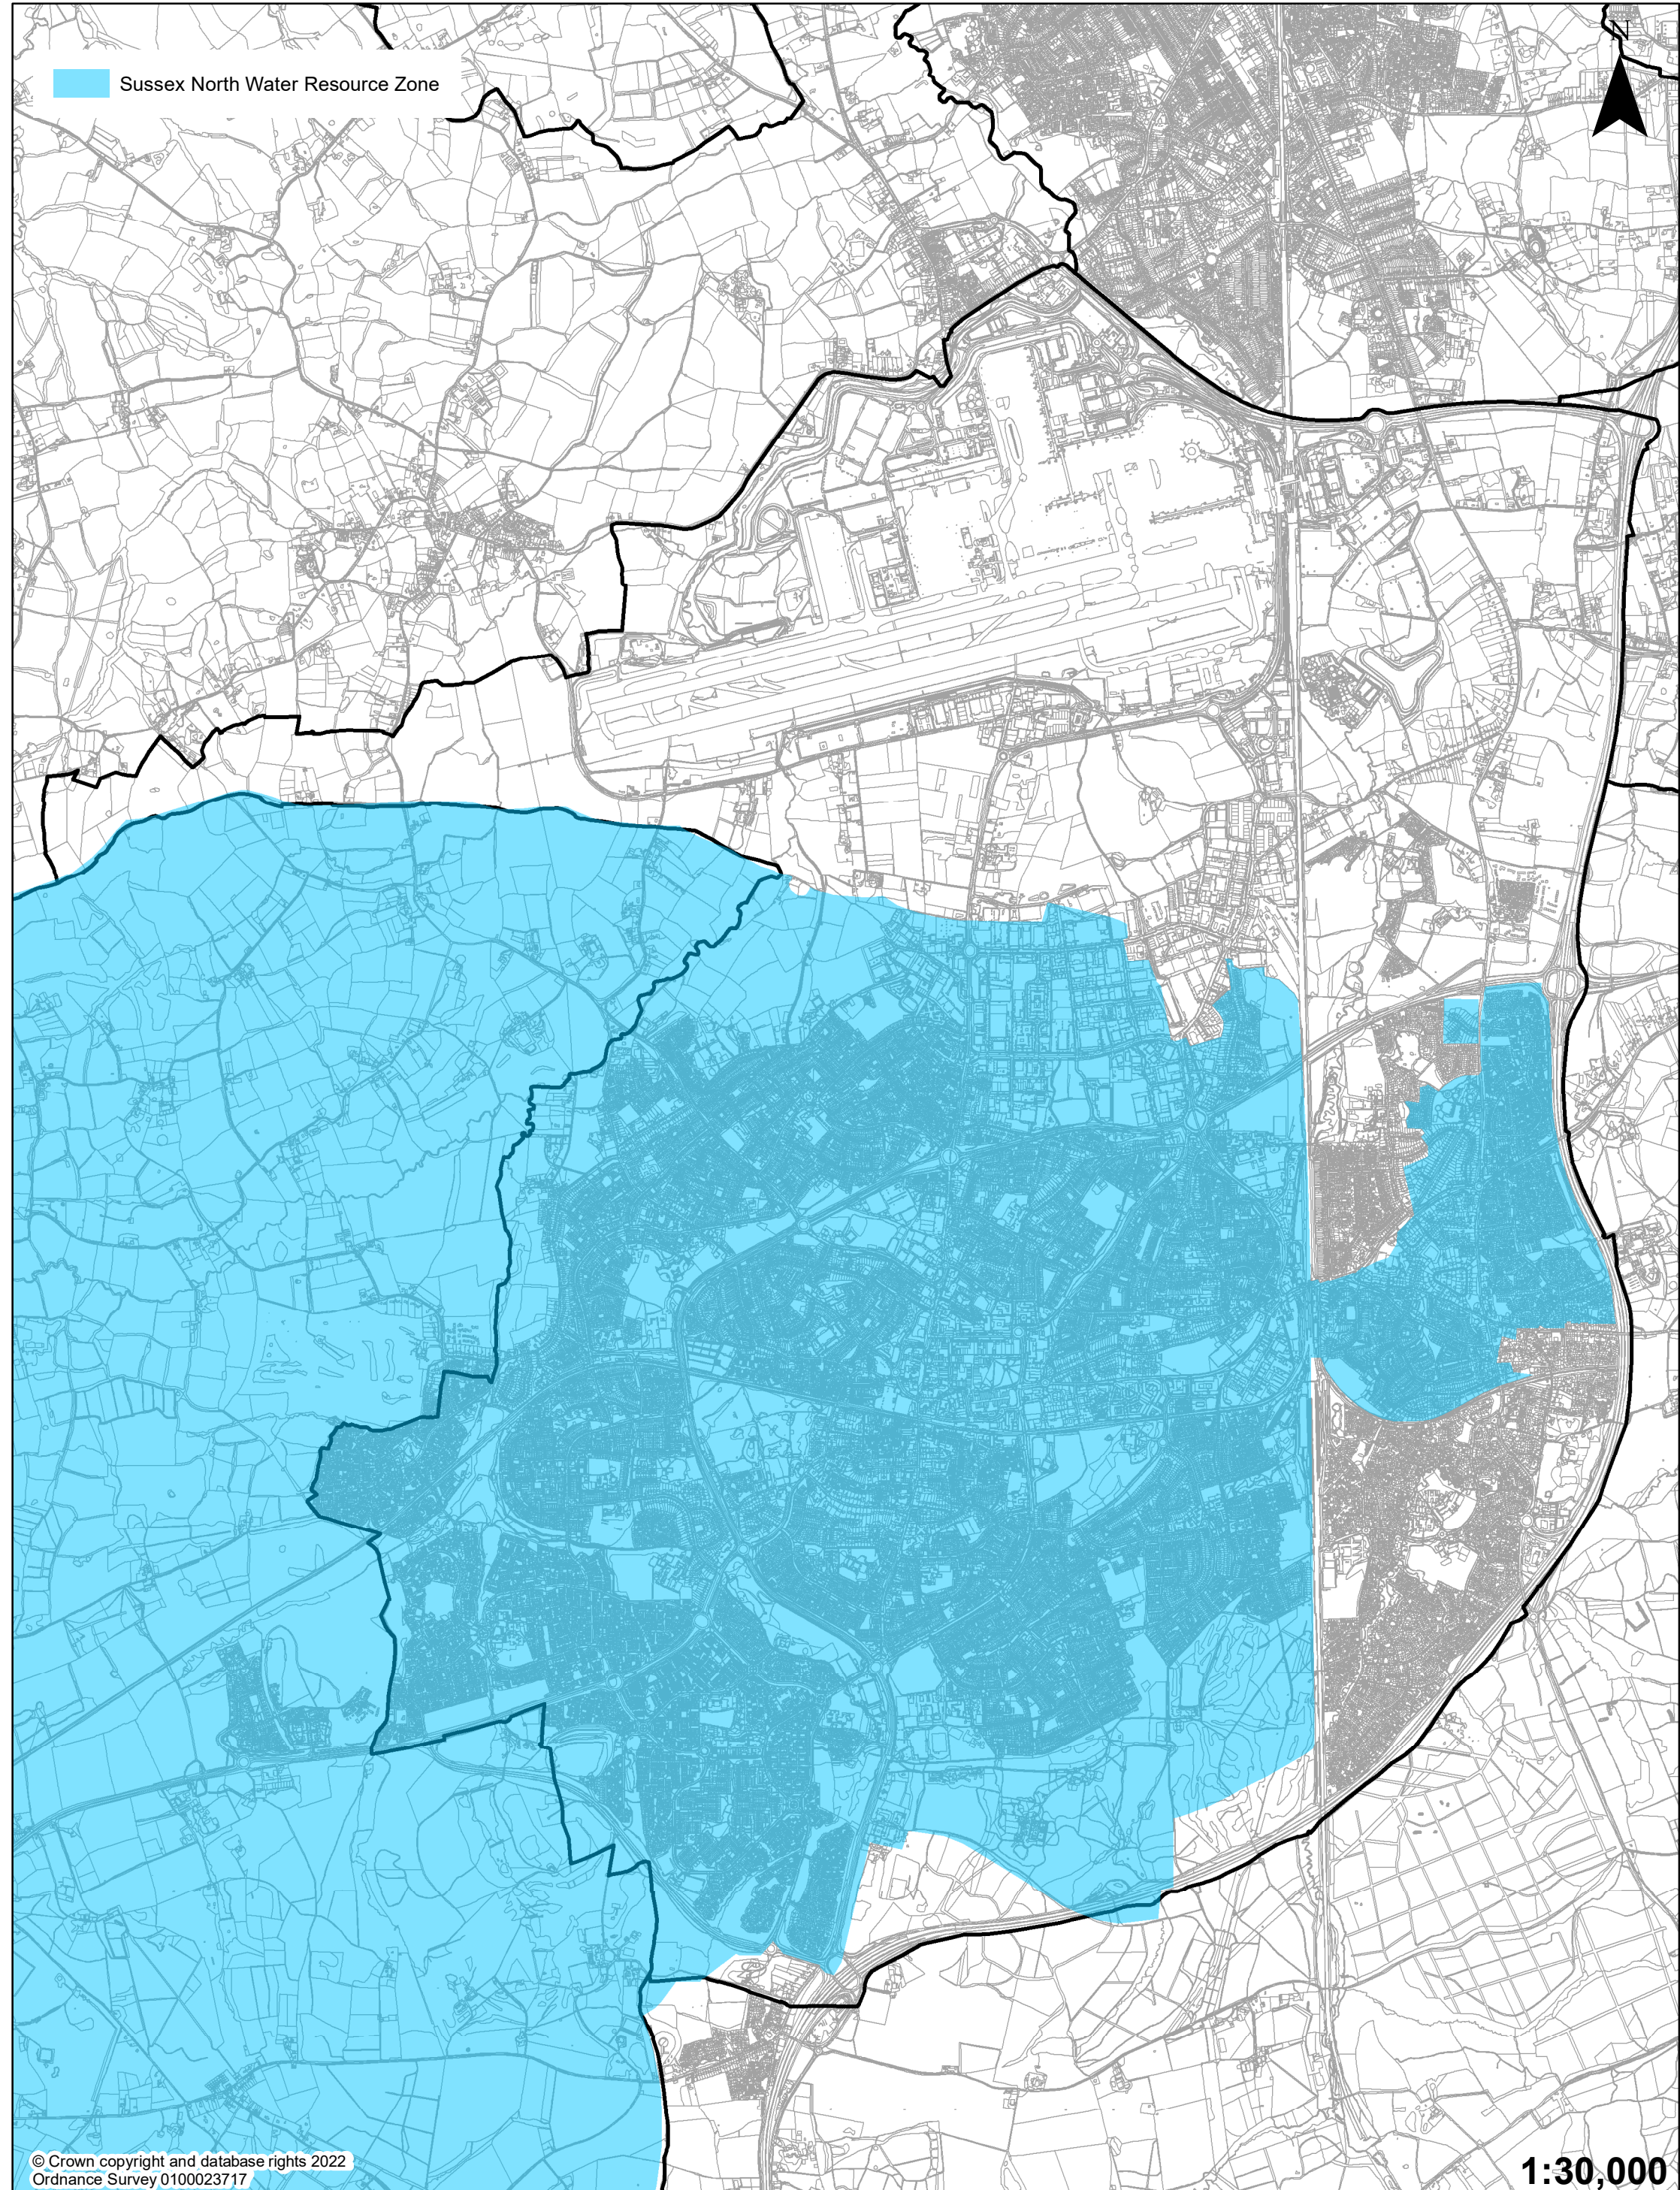 Sussex North Water Resource Zone
N
© Crown copyright and database rights 2022
Ordnance Survey 0100023717
1:30,000